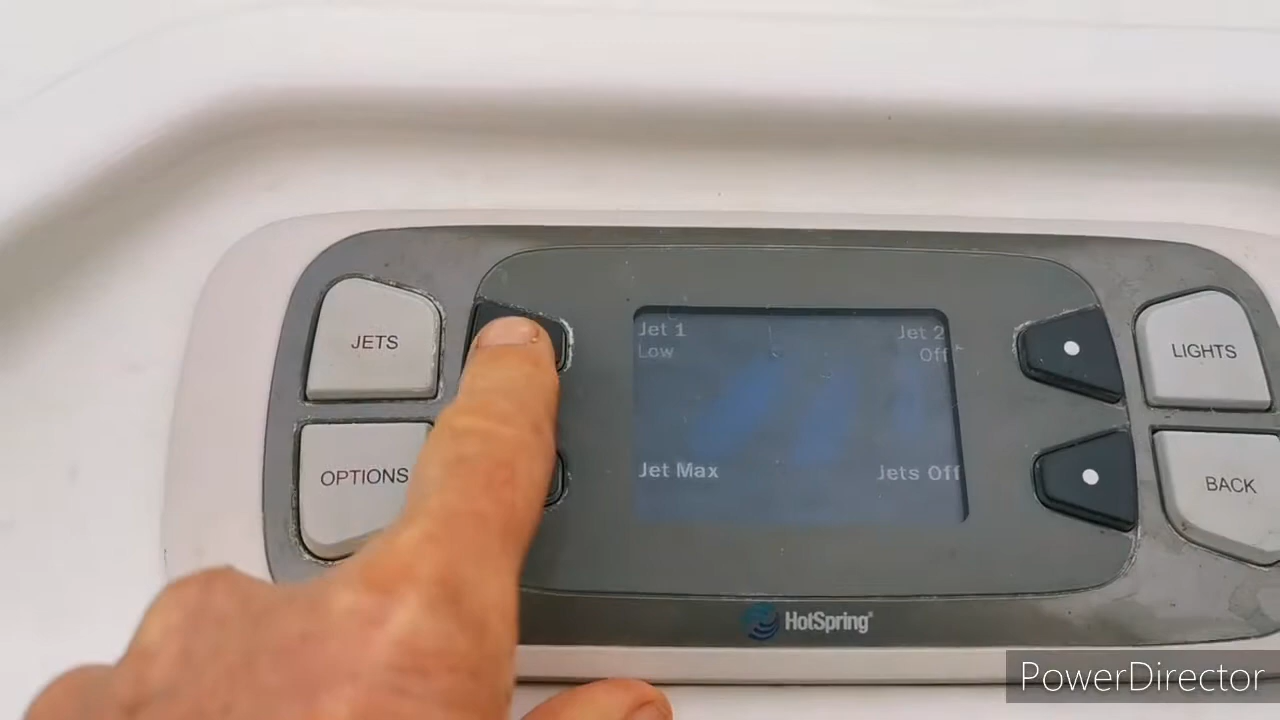 JETS
OPTIONS
Jet 1
Low
Jet 2
Off
Jet Max
Jets Off
LIGHTS
BACK
HotSpring®
PowerDirector